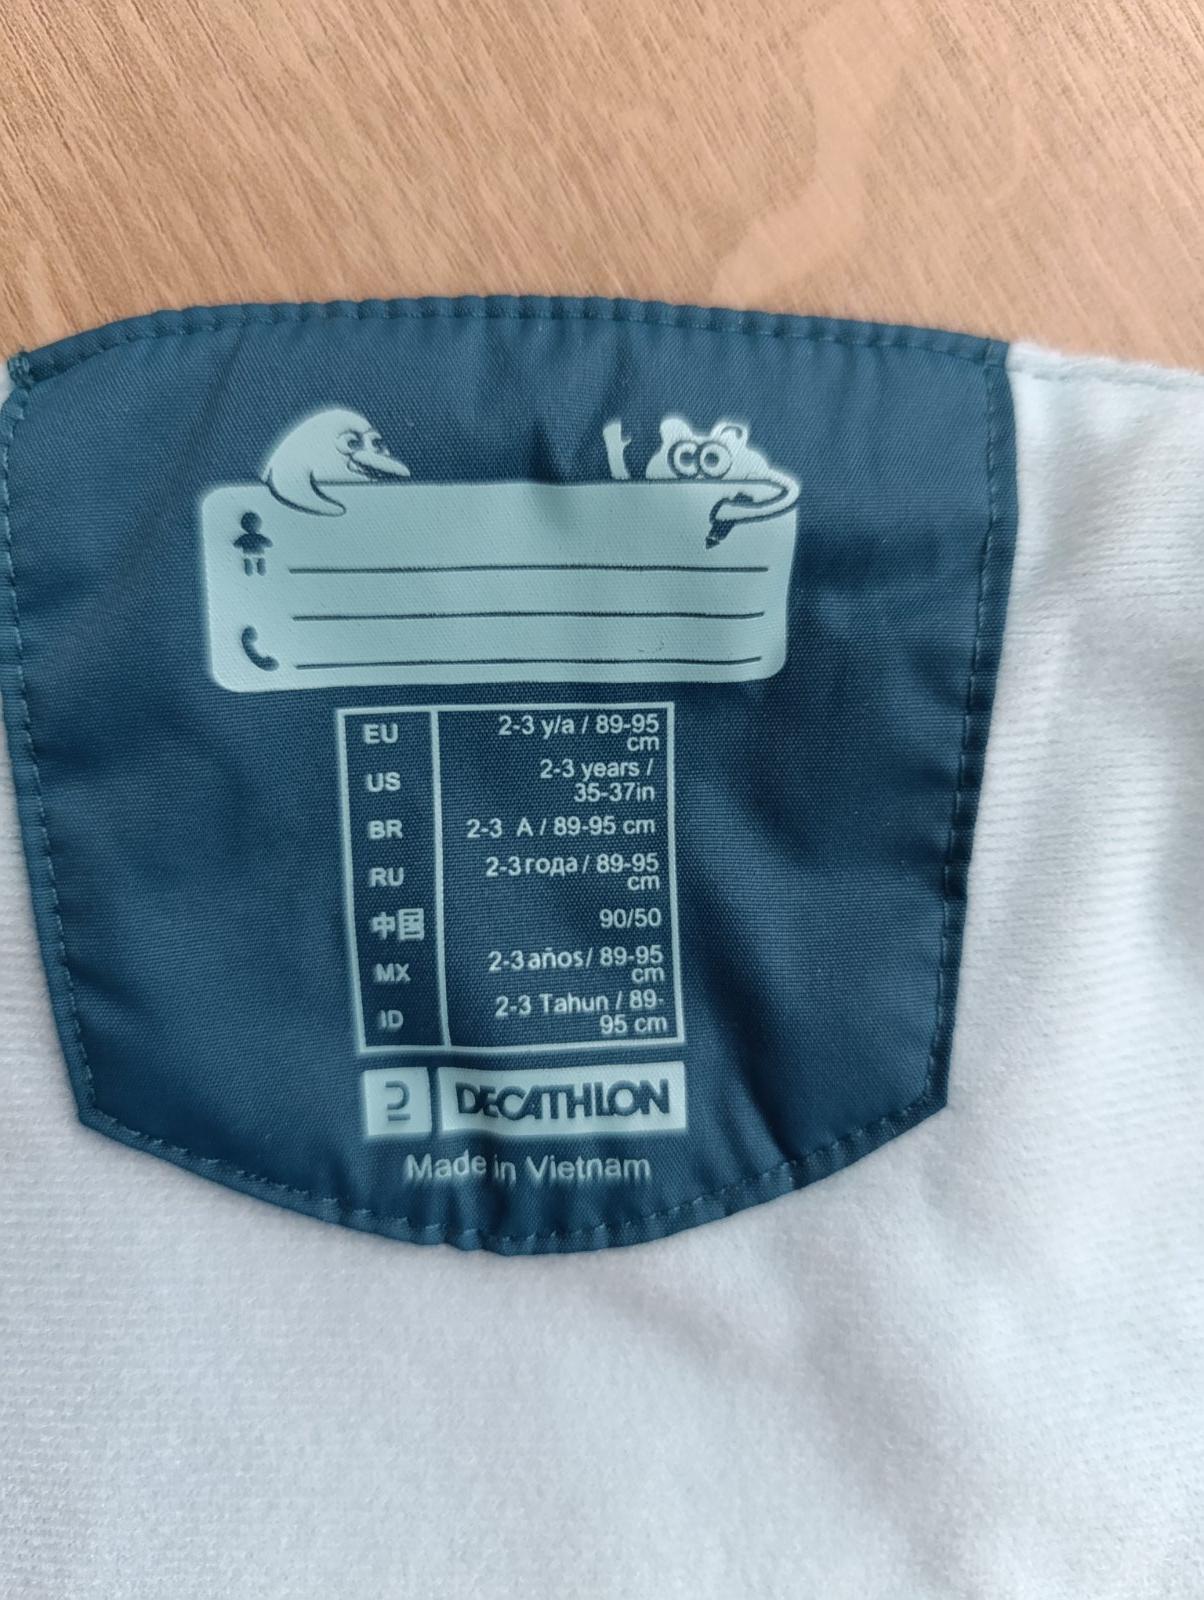 EU 2-3 y/a / 89-95
cm
US 2-3 years /
35-37in
BR 2-3 A / 89-95 cm
RU 2-3 года / 89-95
cm
中国 90/50
MX 2-3 años / 89-95
cm
ID 2-3 Tahun / 89-
95 cm
DECATHLON
Made in Vietnam